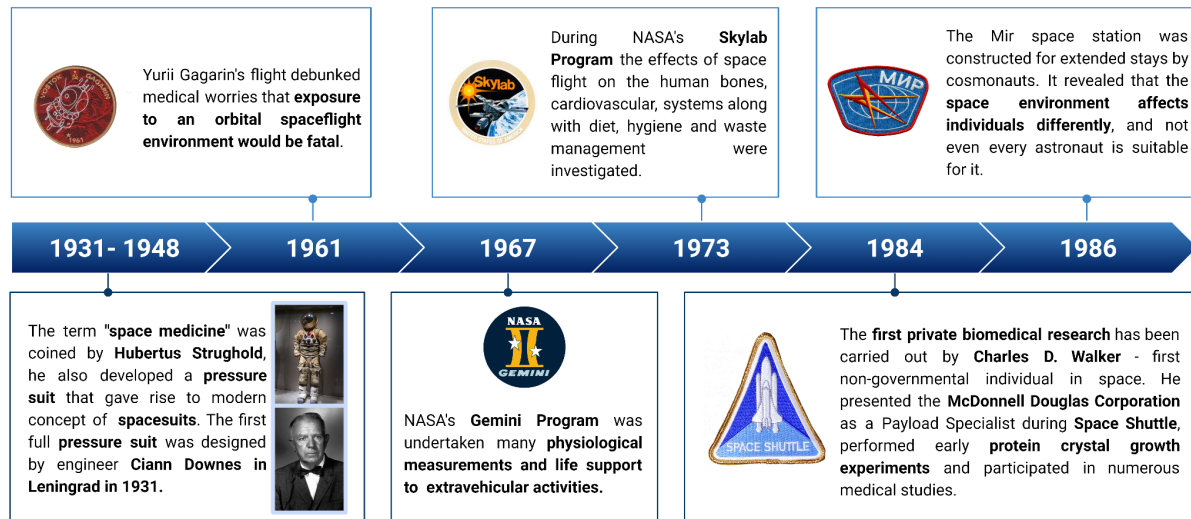 Yurii Gagarin's flight debunked
medical worries that exposure
to an orbital spaceflight
environment would be fatal.
VOSTOK
GAGARIN
1961
During NASA's Skylab
Program the effects of space
flight on the human bones,
cardiovascular, systems along
with diet, hygiene and waste
management were
investigated.
Skylab
The Mir space station was
constructed for extended stays by
cosmonauts. It revealed that the
space environment affects
individuals differently, and not
even every astronaut is suitable
for it.
МИР
1931- 1948
1961
1967
1973
1984
1986
The term "space medicine" was
coined by Hubertus Strughold,
he also developed a pressure
suit that gave rise to modern
concept of spacesuits. The first
full pressure suit was designed
by engineer Ciann Downes in
Leningrad in 1931.
NASA
GEMINI
NASA's Gemini Program was
undertaken many physiological
measurements and life support
to extravehicular activities.
SPACE SHUTTLE
The first private biomedical research has been
carried out by Charles D. Walker - first
non-governmental individual in space. He
presented the McDonnell Douglas Corporation
as a Payload Specialist during Space Shuttle,
performed early protein crystal growth
experiments and participated in numerous
medical studies.